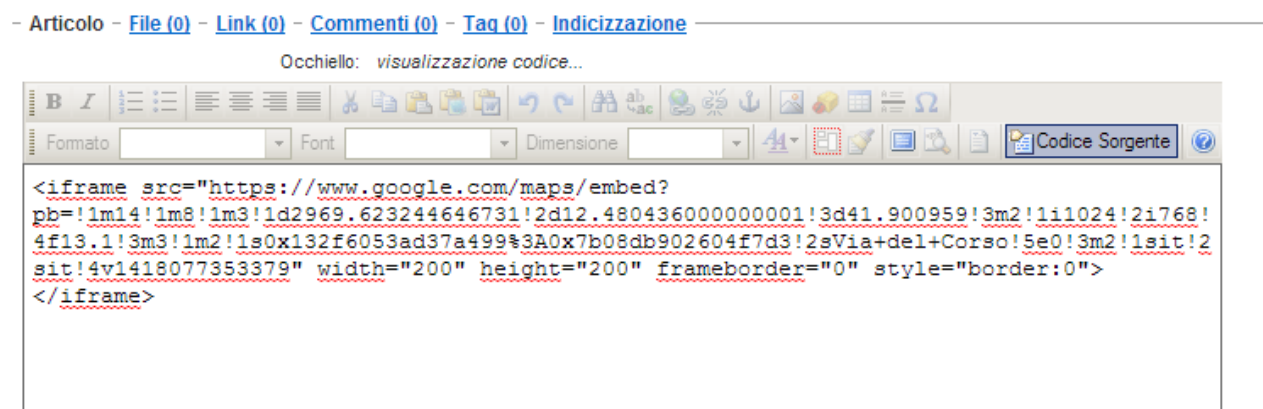 Articolo - File (0) - Link (0) - Commenti (0) - Tag (0) - Indicizzazione
Occhiello: visualizzazione codice...
B I
Formato Font Dimensione Codice Sorgente
<iframe src="https://www.google.com/maps/embed?
pb=!1m14!1m8!1m3!1d2969.623244646731!2d12.480436000000001!3d41.900959!3m2!1i1024!2i768!
4f13.1!3m3!1m2!1s0x132f6053ad37a499%3A0x7b08db902604f7d3!2sVia+del+Corso!5e0!3m2!1sit!2
sit!4v1418077353379" width="200" height="200" frameborder="0" style="border:0">
</iframe>